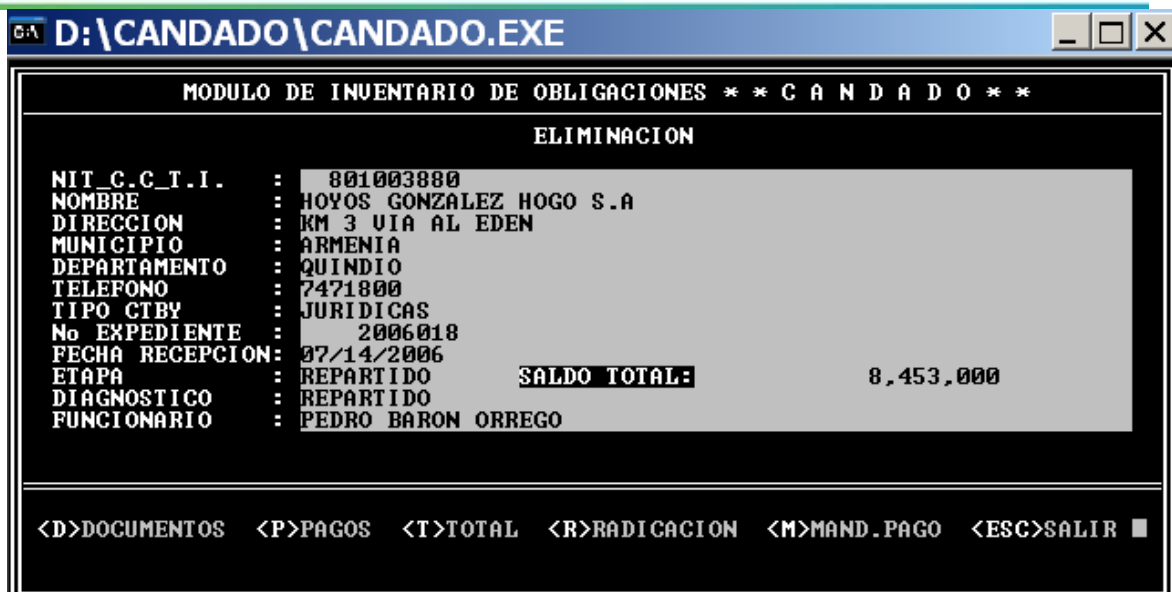 D:\CANDADO\CANDADO.EXE
MODULO DE INVENTARIO DE OBLIGACIONES * * C A N D A D O * *
ELIMINACION
NIT_C.C_T.I. : 801003880
NOMBRE : HOYOS GONZALEZ HOGO S.A
DIRECCION : KM 3 VIA AL EDEN
MUNICIPIO : ARMENIA
DEPARTAMENTO : QUINDIO
TELEFONO : 7471800
TIPO CTBY : JURIDICAS
No EXPEDIENTE : 2006018
FECHA RECEPCION: 07/14/2006
ETAPA : REPARTIDO SALDO TOTAL: 8,453,000
DIAGNOSTICO : REPARTIDO
FUNCIONARIO : PEDRO BARON ORREGO
<D>DOCUMENTOS <P>PAGOS <T>TOTAL <R>RADICACION <M>MAND.PAGO <ESC>SALIR